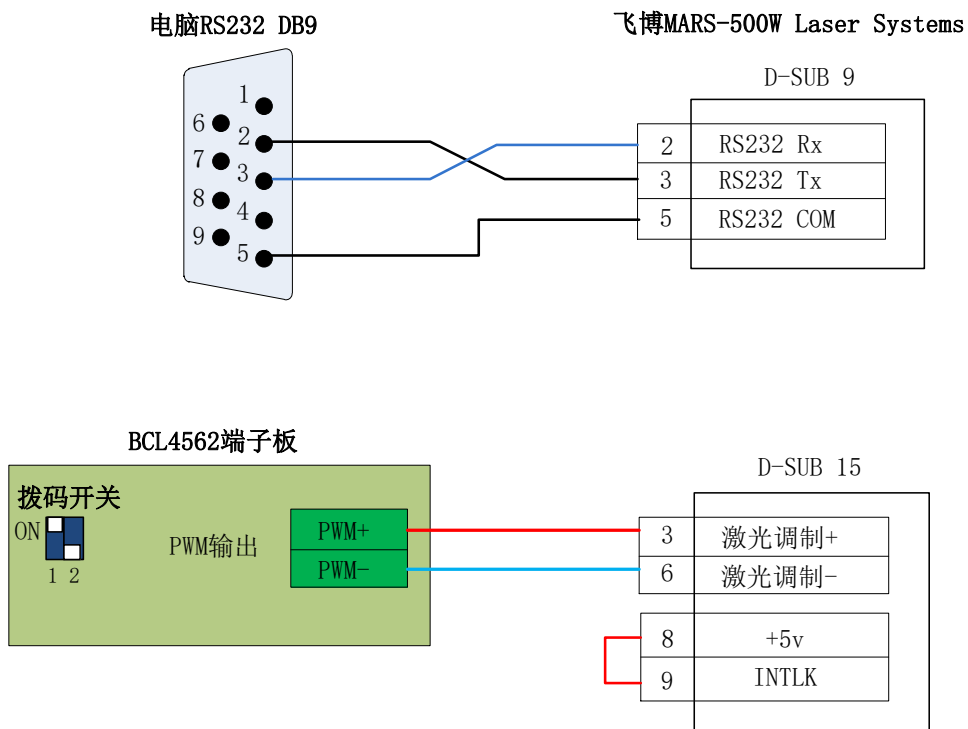 电脑RS232 DB9
飞博MARS-500W Laser Systems
D-SUB 9
1
6
2
7
3
8
4
9
5
2 RS232 Rx
3 RS232 Tx
5 RS232 COM
BCL4562端子板
拨码开关
ON
1 2
PWM输出
PWM+
PWM-
D-SUB 15
3 激光调制+
6 激光调制-
8 +5v
9 INTLK